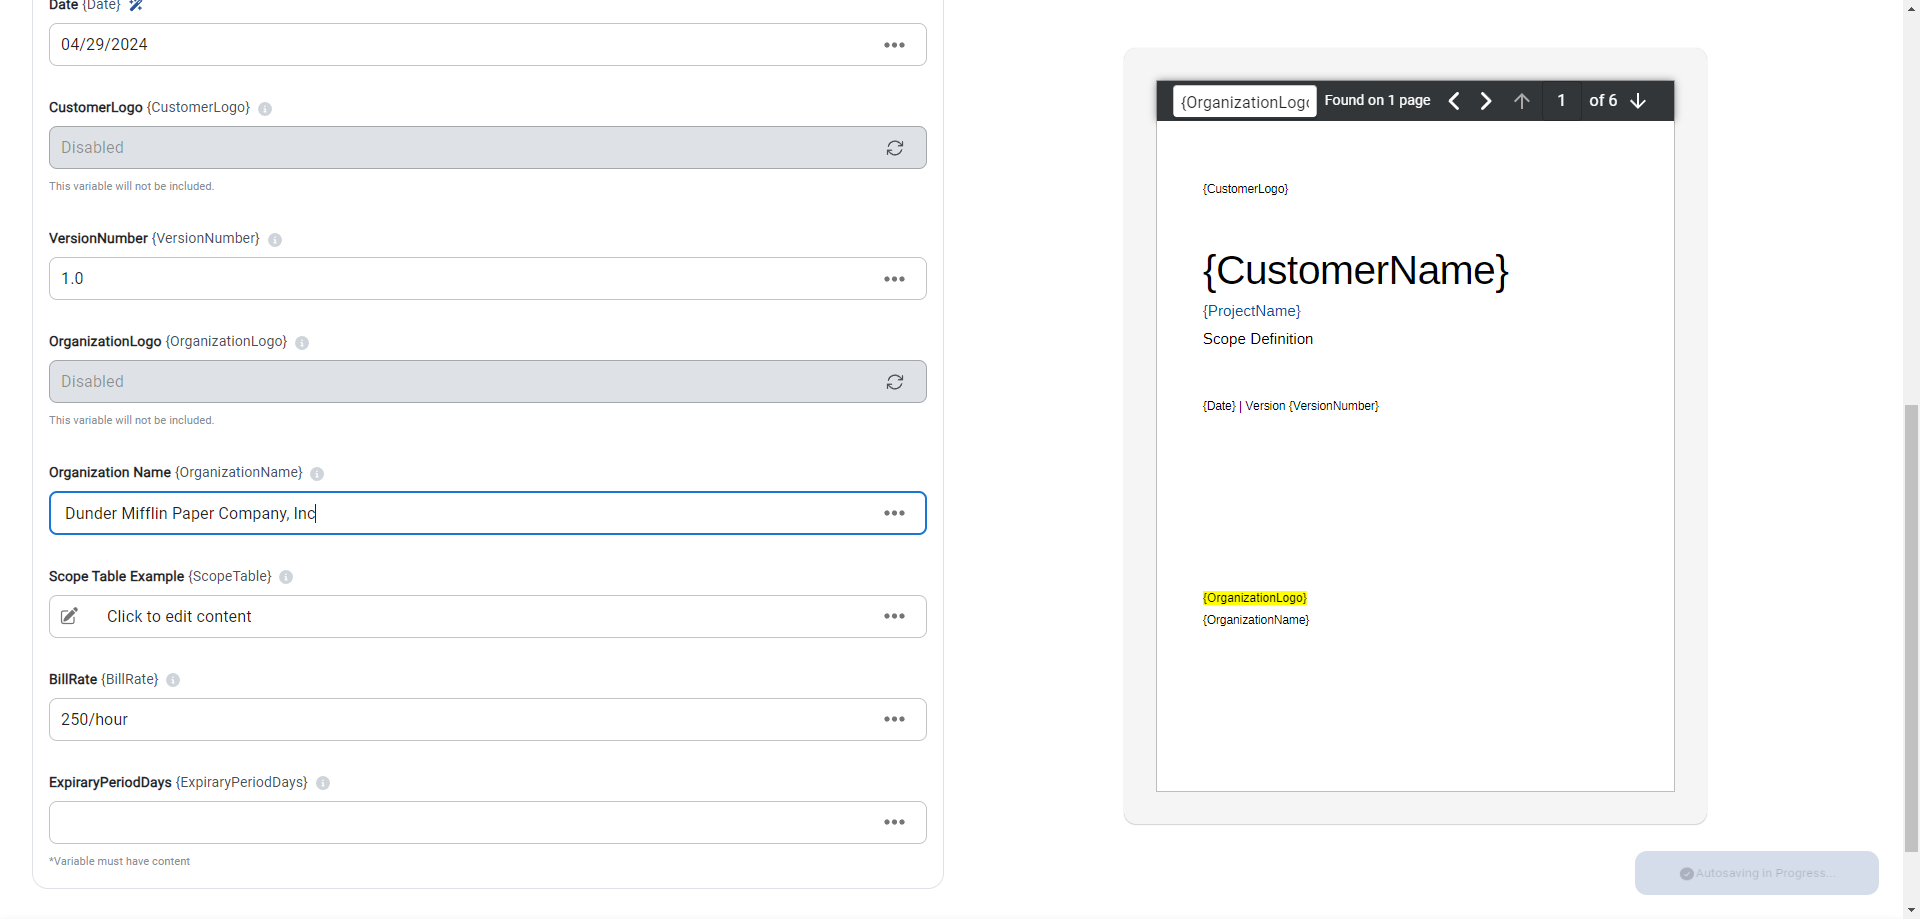 Date {Date}
04/29/2024
CustomerLogo {CustomerLogo}
Disabled
This variable will not be included.
VersionNumber {VersionNumber}
1.0
OrganizationLogo {OrganizationLogo}
Disabled
This variable will not be included.
Organization Name {OrganizationName}
Dunder Mifflin Paper Company, Inc
Scope Table Example {ScopeTable}
Click to edit content
BillRate {BillRate}
250/hour
ExpiraryPeriodDays {ExpiraryPeriodDays}
*Variable must have content
{OrganizationLogo Found on 1 page 1 of 6
{CustomerLogo}
{CustomerName}
{ProjectName}
Scope Definition
{Date} | Version {VersionNumber}
{OrganizationLogo}
{OrganizationName}
Autosaving in Progress...